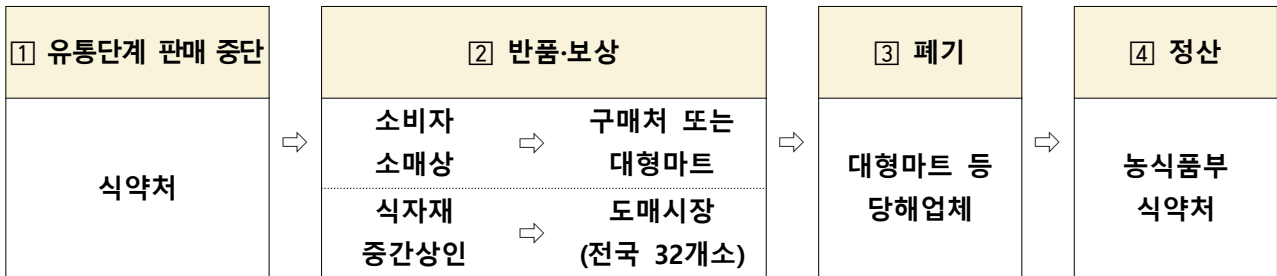 1 유통단계 판매 중단
식약처
⇨
2 반품·보상
소비자 소매상 ⇨ 구매처 또는 대형마트
식자재 중간상인 ⇨ 도매시장 (전국 32개소)
⇨
3 폐기
대형마트 등
당해업체
⇨
4 정산
농식품부
식약처